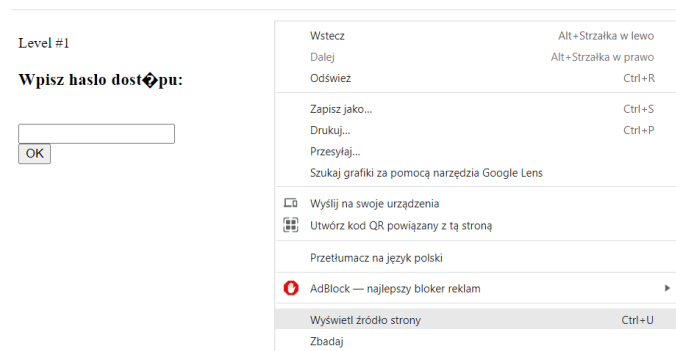 Level #1
Wpisz haslo dost�pu:
OK
Wstecz Alt+Strzałka w lewo
Dalej Alt+Strzałka w prawo
Odśwież Ctrl+R
Zapisz jako... Ctrl+S
Drukuj... Ctrl+P
Przesyłaj...
Szukaj grafiki za pomocą narzędzia Google Lens
Wyślij na swoje urządzenia
Utwórz kod QR powiązany z tą stroną
Przetłumacz na język polski
AdBlock — najlepszy bloker reklam
Wyświetl źródło strony Ctrl+U
Zbadaj